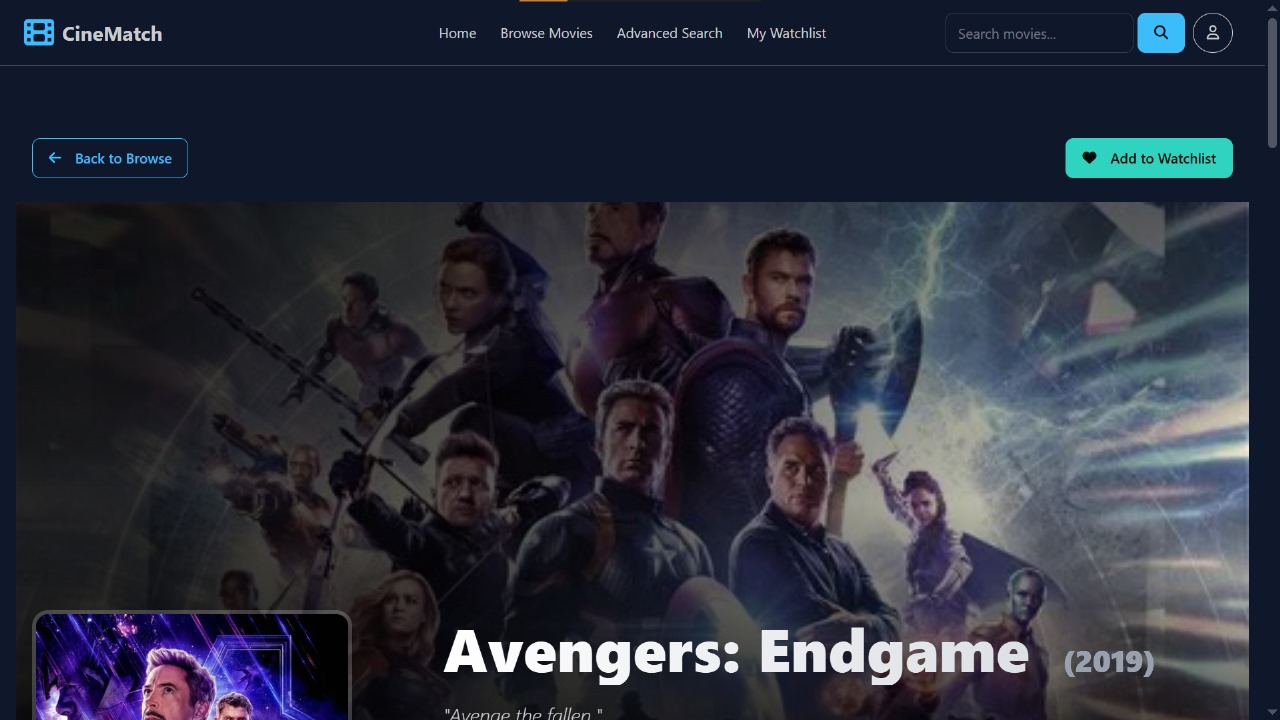 CineMatch
Home
Browse Movies
Advanced Search
My Watchlist
Search movies...
Back to Browse
Add to Watchlist
Avengers: Endgame (2019)
"Avenge the fallen."